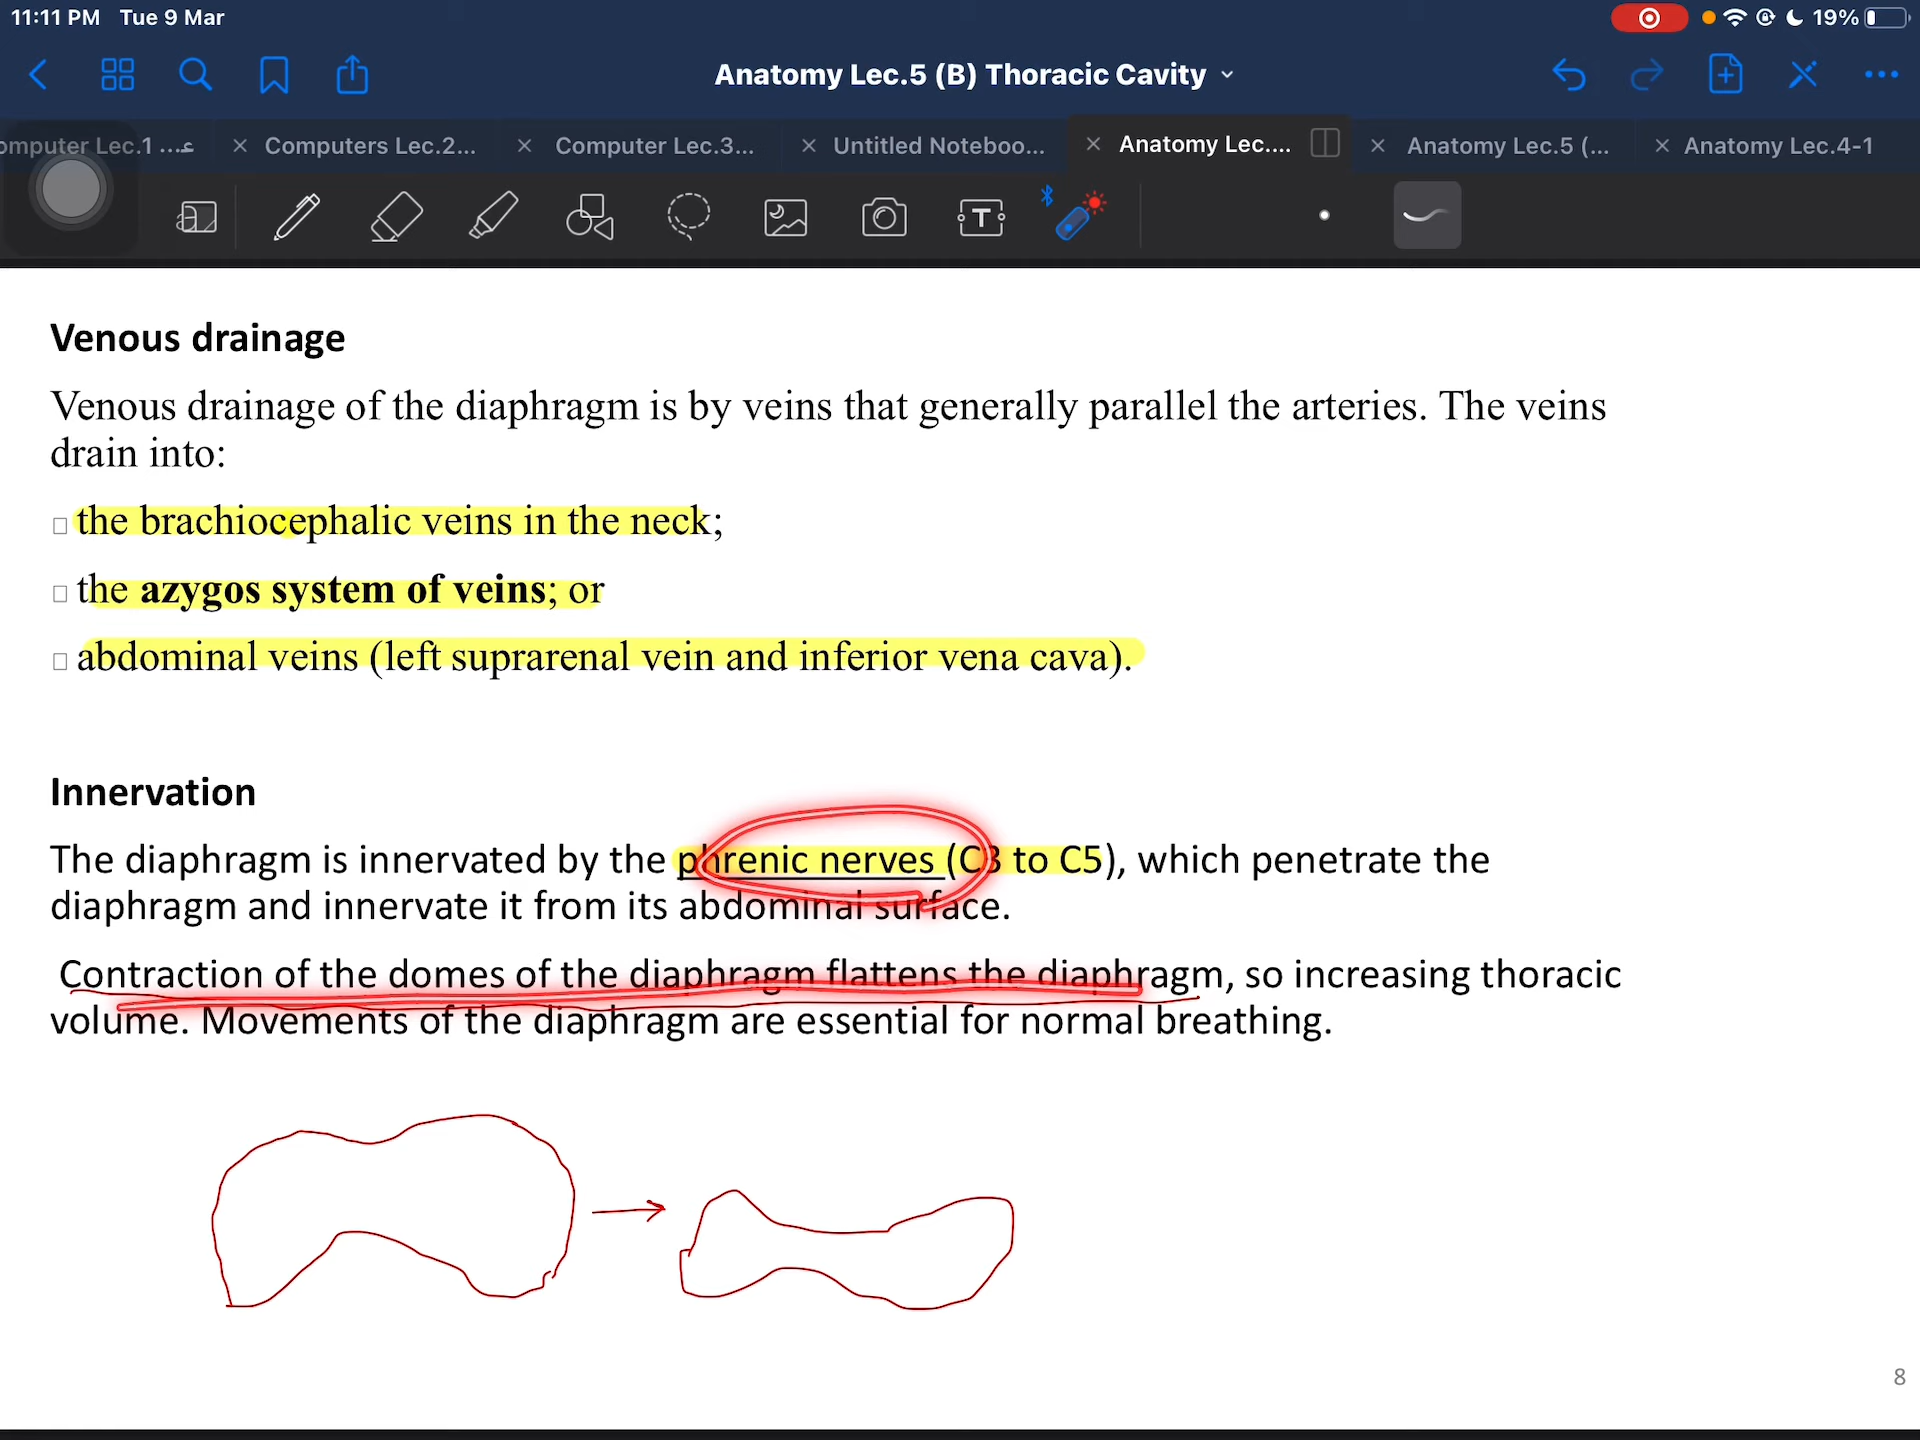 11:11 PM Tue 9 Mar
19%
Anatomy Lec.5 (B) Thoracic Cavity
omputer Lec.1 ...ع
Computers Lec.2...
Computer Lec.3...
Untitled Noteboo...
Anatomy Lec....
Anatomy Lec.5 (...
Anatomy Lec.4-1
Venous drainage
Venous drainage of the diaphragm is by veins that generally parallel the arteries. The veins
drain into:
the brachiocephalic veins in the neck;
the azygos system of veins; or
abdominal veins (left suprarenal vein and inferior vena cava).
Innervation
The diaphragm is innervated by the phrenic nerves (C3 to C5), which penetrate the
diaphragm and innervate it from its abdominal surface.
Contraction of the domes of the diaphragm flattens the diaphragm, so increasing thoracic
volume. Movements of the diaphragm are essential for normal breathing.
8